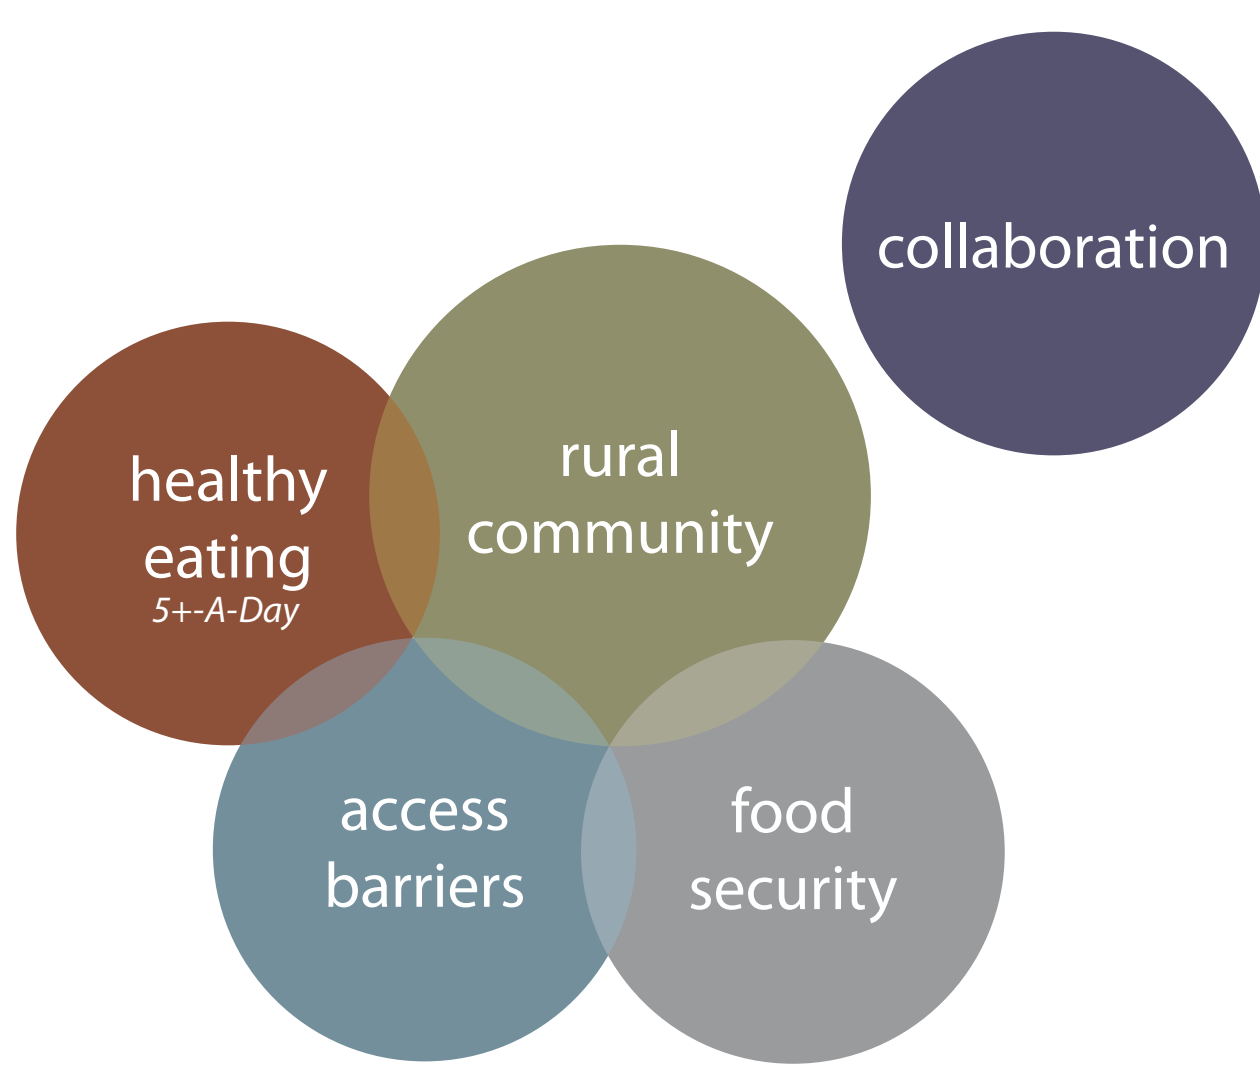 collaboration
rural
community
healthy
eating
5+-A-Day
access
barriers
food
security